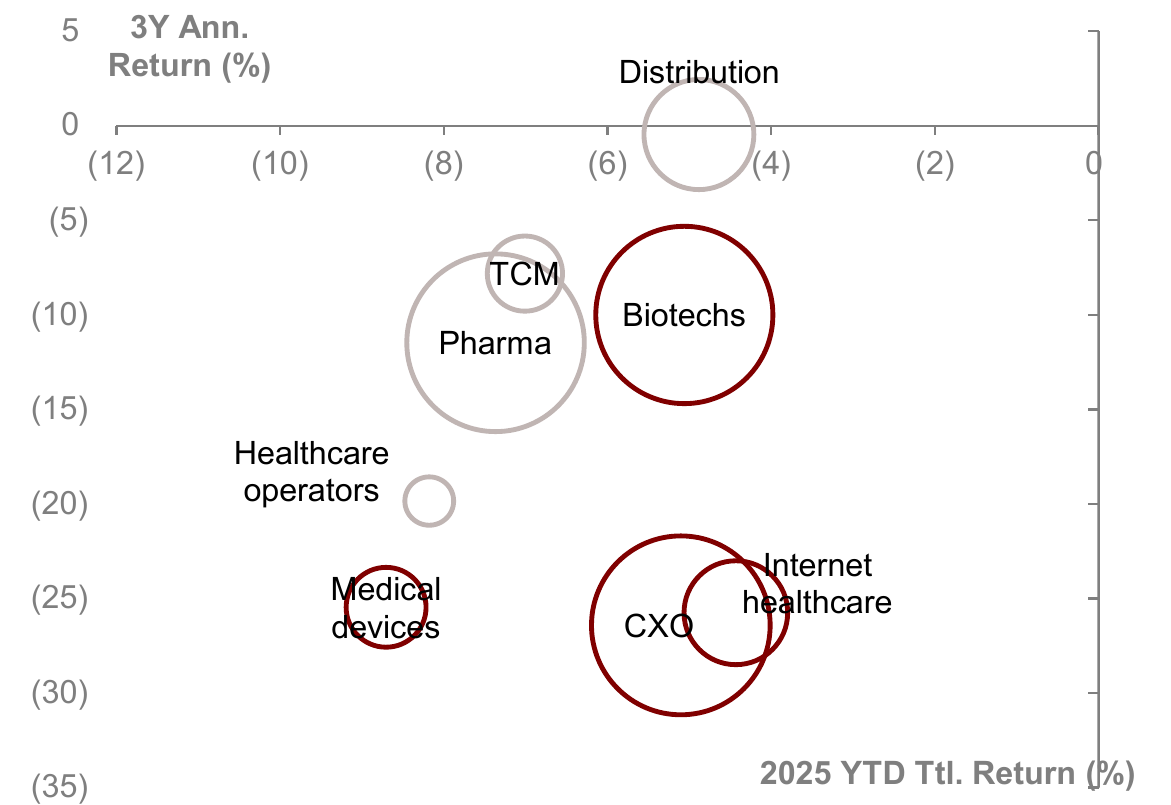 5
3Y Ann.
Return (%)
Distribution
0
(12)
(10)
(8)
(6)
(4)
(2)
0
(5)
TCM
(10)
Biotechs
Pharma
(15)
Healthcare
operators
(20)
Internet
healthcare
(25)
Medical
devices
CXO
(30)
2025 YTD Ttl. Return (%)
(35)